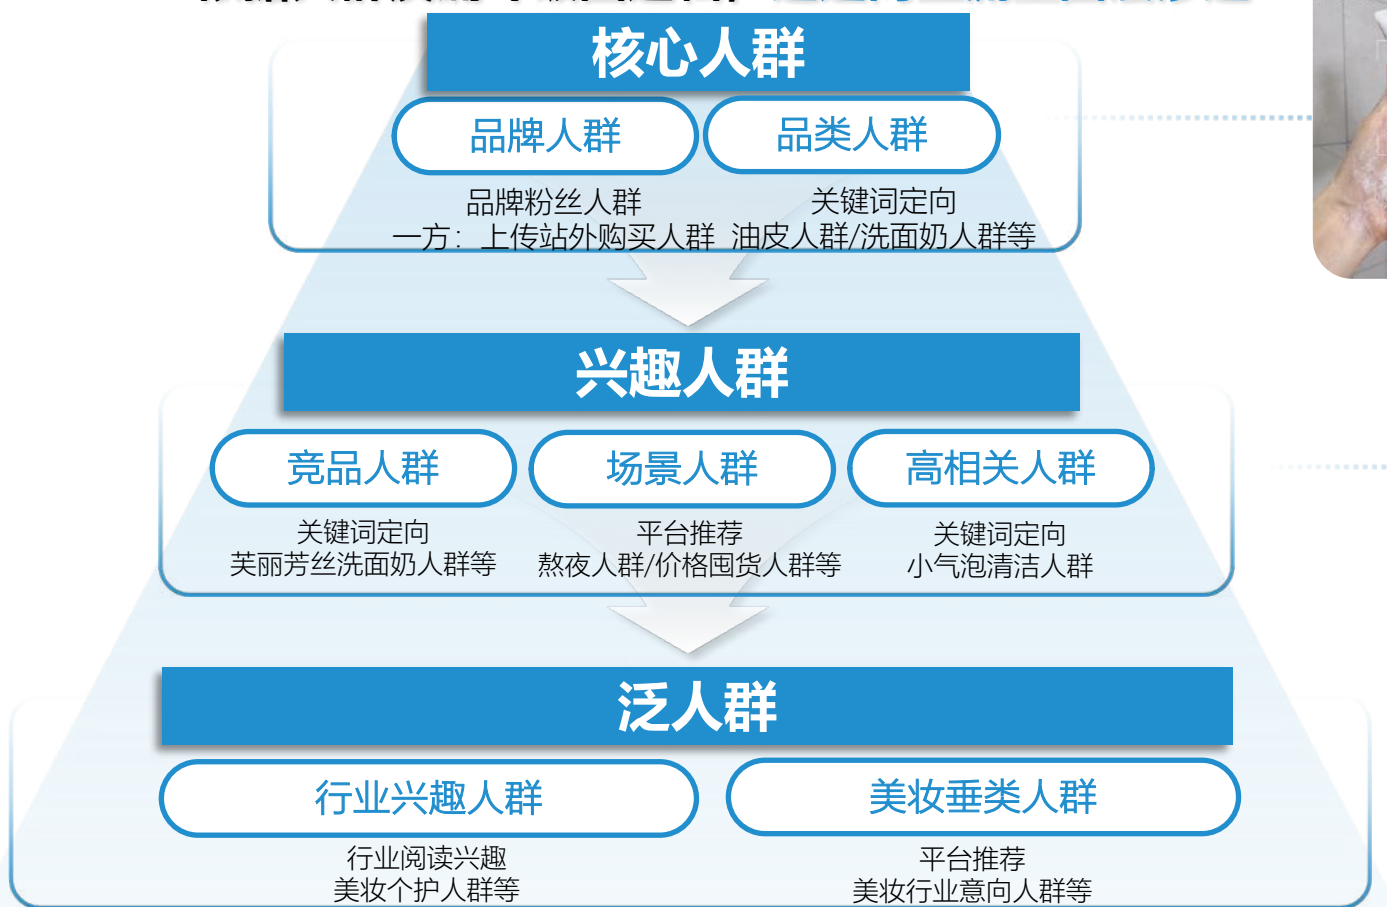 核心人群
品牌人群 品类人群
品牌粉丝人群 关键词定向
一方：上传站外购买人群 油皮人群/洗面奶人群等
兴趣人群
竞品人群 场景人群 高相关人群
关键词定向 平台推荐 关键词定向
芙丽芳丝洗面奶人群等 熬夜人群/价格囤货人群等 小气泡清洁人群
泛人群
行业兴趣人群 美妆垂类人群
行业阅读兴趣 平台推荐
美妆个护人群等 美妆行业意向人群等